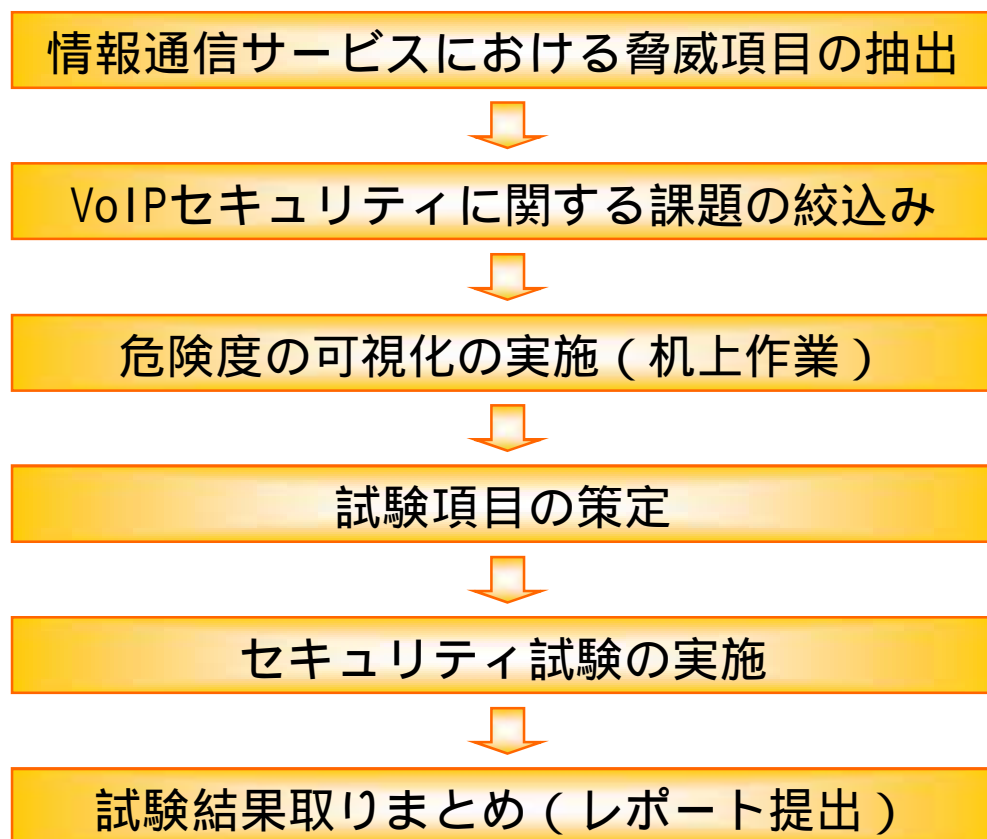 情報通信サービスにおける脅威項目の抽出
VoIPセキュリティに関する課題の絞込み
危険度の可視化の実施(机上作業)
試験項目の策定
セキュリティ試験の実施
試験結果取りまとめ(レポート提出)